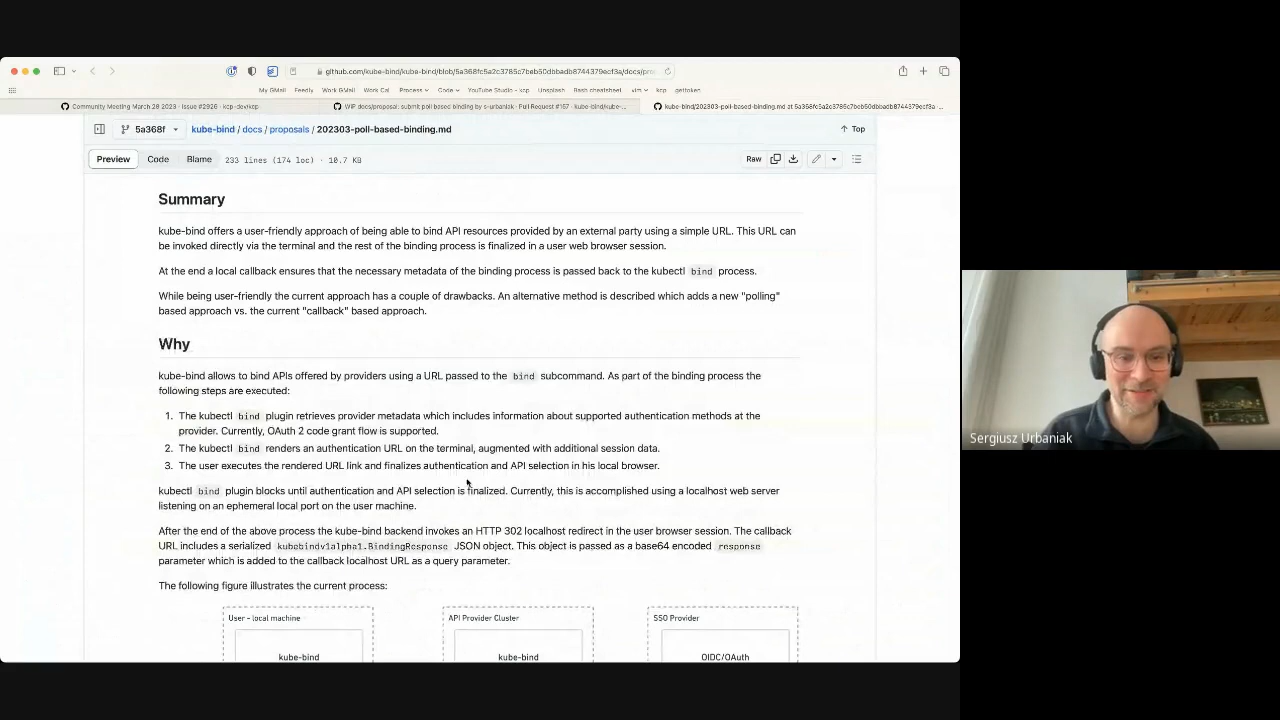 github.com/kube-bind/kube-bind/blob/5a368fc5a2c3785c7beb50dbbadb8744379ecf3a/docs/pro
My GMail Feedly Work GMail Work Cal Process Code YouTube Studio - kcp Unsplash Bash cheatsheet vim kcp gettoken
Community Meeting March 28 2023 · Issue #2926 · kcp-dev/kcp
WIP docs/proposal: submit poll based binding by s-urbaniak · Pull Request #157 · kube-bind/kube-...
kube-bind/202303-poll-based-binding.md at 5a368fc5a2c3785c7beb50dbbadb8744379ecf3a ·...
5a368f kube-bind / docs / proposals / 202303-poll-based-binding.md Top
Preview Code Blame 233 lines (174 loc) · 10.7 KB Raw
Summary
kube-bind offers a user-friendly approach of being able to bind API resources provided by an external party using a simple URL. This URL can
be invoked directly via the terminal and the rest of the binding process is finalized in a user web browser session.
At the end a local callback ensures that the necessary metadata of the binding process is passed back to the kubectl bind process.
While being user-friendly the current approach has a couple of drawbacks. An alternative method is described which adds a new "polling"
based approach vs. the current "callback" based approach.
Why
kube-bind allows to bind APIs offered by providers using a URL passed to the bind subcommand. As part of the binding process the
following steps are executed:
1. The kubectl bind plugin retrieves provider metadata which includes information about supported authentication methods at the
provider. Currently, OAuth 2 code grant flow is supported.
2. The kubectl bind renders an authentication URL on the terminal, augmented with additional session data.
3. The user executes the rendered URL link and finalizes authentication and API selection in his local browser.
kubectl bind plugin blocks until authentication and API selection is finalized. Currently, this is accomplished using a localhost web server
listening on an ephemeral local port on the user machine.
After the end of the above process the kube-bind backend invokes an HTTP 302 localhost redirect in the user browser session. The callback
URL includes a serialized kubebindv1alpha1.BindingResponse JSON object. This object is passed as a base64 encoded response
parameter which is added to the callback localhost URL as a query parameter.
The following figure illustrates the current process:
User - local machine API Provider Cluster SSO Provider
kube-bind kube-bind OIDC/OAuth
Sergiusz Urbaniak